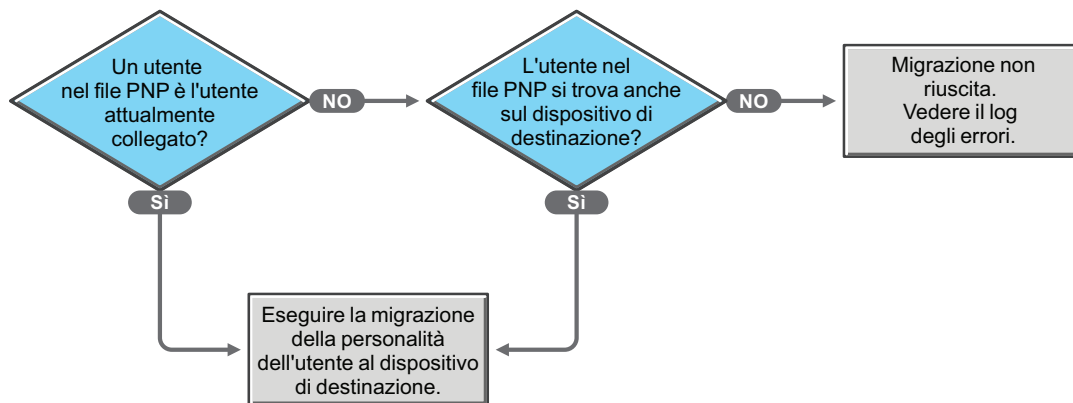 Un utente
nel file PNP è l'utente
attualmente
collegato?
NO
L'utente nel
file PNP si trova anche
sul dispositivo di
destinazione?
NO
Migrazione non
riuscita.
Vedere il log
degli errori.
Sì
Sì
Eseguire la migrazione
della personalità
dell'utente al dispositivo
di destinazione.